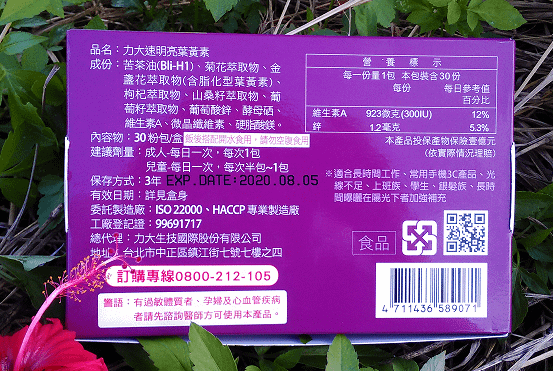 品名：力大速明亮葉黃素
成份：苦茶油(Bli-H1)、菊花萃取物、金
盞花萃取物(含脂化型葉黃素)、
枸杞萃取物、山桑籽萃取物、葡
萄籽萃取物、葡萄酸鋅、酵母硒
、維生素A、微晶纖維素、硬脂酸鎂。
內容物：30粉包/盒 飯後搭配開水食用，請勿空腹食用
建議劑量：成人-每日一次，每次1包
兒童-每日一次，每次半包~1包
保存方式：3年 EXP.DATE:2020.08.05
有效日期：詳見盒身
委託製造廠：ISO 22000、HACCP 專業製造廠
工廠登記證：99691717
總代理：力大生技國際股份有限公司
地址：台北市中正區鎮江街七號七樓之四
訂購專線0800-212-105
警語：有過敏體質者、孕婦及心血管疾病
者請先諮詢醫師方可使用本產品。
營養標示
每一份量1包 本包裝含30份
每份 每日參考值
百分比
維生素A 923微克(300IU) 12%
鋅 1.2毫克 5.3%
本產品投保產物保險壹億元
(依實際情況理賠)
※適合長時間工作、常用手機3C產品、光
線不足、上班族、學生、銀髮族、長時
間曝曬在陽光下者加強補充
食品
4 711436 589071